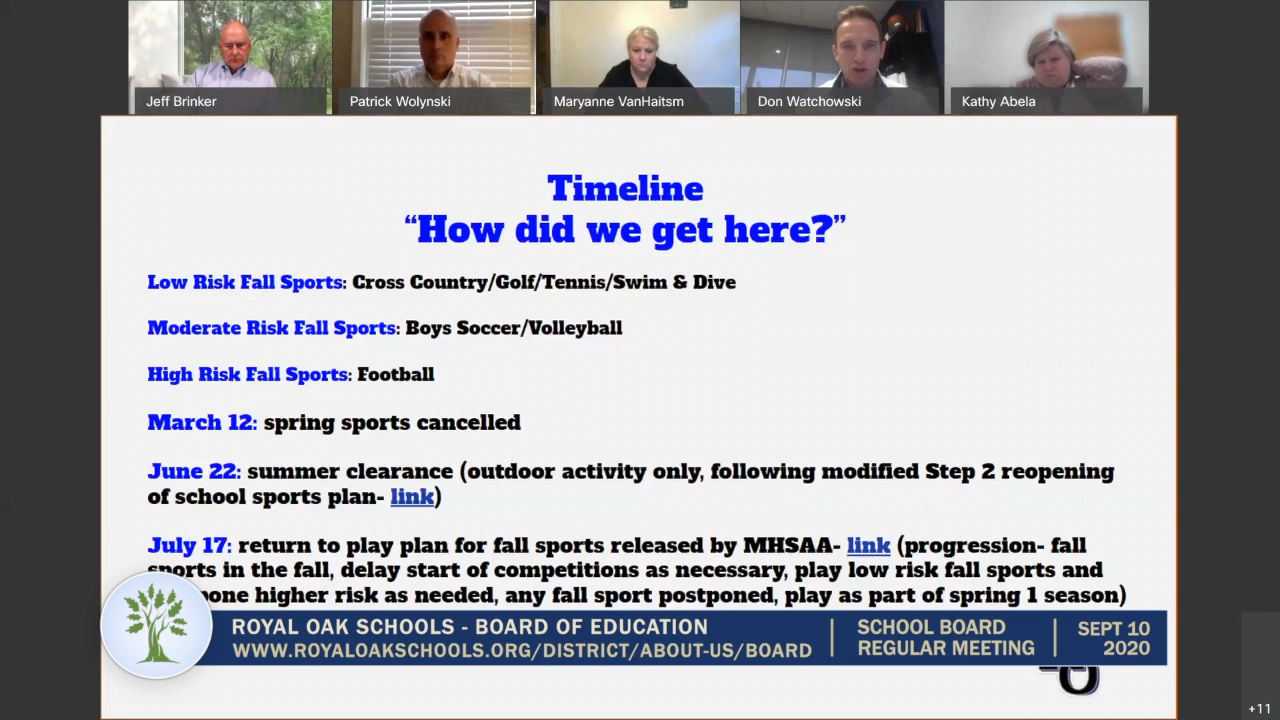 Jeff Brinker
Patrick Wolynski
Maryanne VanHaitsm
Don Watchowski
Kathy Abela
Timeline
“How did we get here?”
Low Risk Fall Sports: Cross Country/Golf/Tennis/Swim & Dive
Moderate Risk Fall Sports: Boys Soccer/Volleyball
High Risk Fall Sports: Football
March 12: spring sports cancelled
June 22: summer clearance (outdoor activity only, following modified Step 2 reopening
of school sports plan- link)
July 17: return to play plan for fall sports released by MHSAA- link (progression- fall
sports in the fall, delay start of competitions as necessary, play low risk fall sports and
pone higher risk as needed, any fall sport postponed, play as part of spring 1 season)
ROYAL OAK SCHOOLS - BOARD OF EDUCATION
WWW.ROYALOAKSCHOOLS.ORG/DISTRICT/ABOUT-US/BOARD
SCHOOL BOARD
REGULAR MEETING
SEPT 10
2020
+11